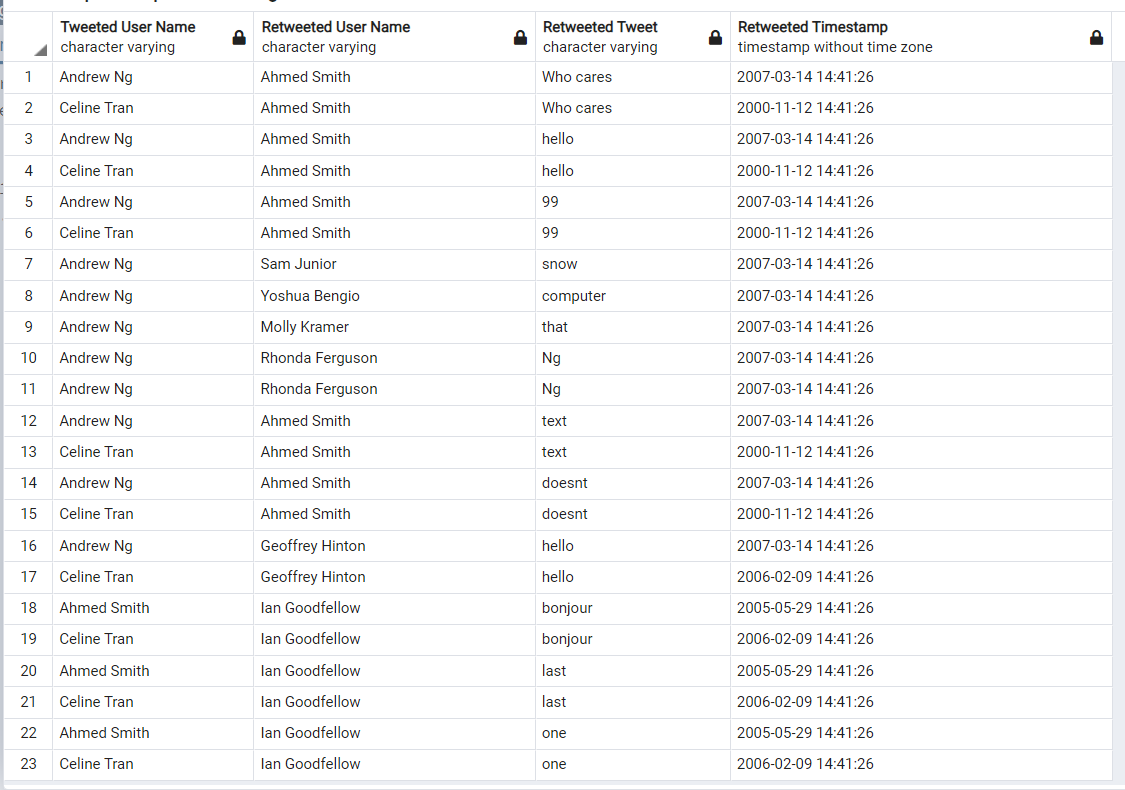 Tweeted User Name Retweeted User Name Retweeted Tweet Retweeted Timestamp
character varying character varying character varying timestamp without time zone
1 Andrew Ng Ahmed Smith Who cares 2007-03-14 14:41:26
2 Celine Tran Ahmed Smith Who cares 2000-11-12 14:41:26
3 Andrew Ng Ahmed Smith hello 2007-03-14 14:41:26
4 Celine Tran Ahmed Smith hello 2000-11-12 14:41:26
5 Andrew Ng Ahmed Smith 99 2007-03-14 14:41:26
6 Celine Tran Ahmed Smith 99 2000-11-12 14:41:26
7 Andrew Ng Sam Junior snow 2007-03-14 14:41:26
8 Andrew Ng Yoshua Bengio computer 2007-03-14 14:41:26
9 Andrew Ng Molly Kramer that 2007-03-14 14:41:26
10 Andrew Ng Rhonda Ferguson Ng 2007-03-14 14:41:26
11 Andrew Ng Rhonda Ferguson Ng 2007-03-14 14:41:26
12 Andrew Ng Ahmed Smith text 2007-03-14 14:41:26
13 Celine Tran Ahmed Smith text 2000-11-12 14:41:26
14 Andrew Ng Ahmed Smith doesnt 2007-03-14 14:41:26
15 Celine Tran Ahmed Smith doesnt 2000-11-12 14:41:26
16 Andrew Ng Geoffrey Hinton hello 2007-03-14 14:41:26
17 Celine Tran Geoffrey Hinton hello 2006-02-09 14:41:26
18 Ahmed Smith Ian Goodfellow bonjour 2005-05-29 14:41:26
19 Celine Tran Ian Goodfellow bonjour 2006-02-09 14:41:26
20 Ahmed Smith Ian Goodfellow last 2005-05-29 14:41:26
21 Celine Tran Ian Goodfellow last 2006-02-09 14:41:26
22 Ahmed Smith Ian Goodfellow one 2005-05-29 14:41:26
23 Celine Tran Ian Goodfellow one 2006-02-09 14:41:26